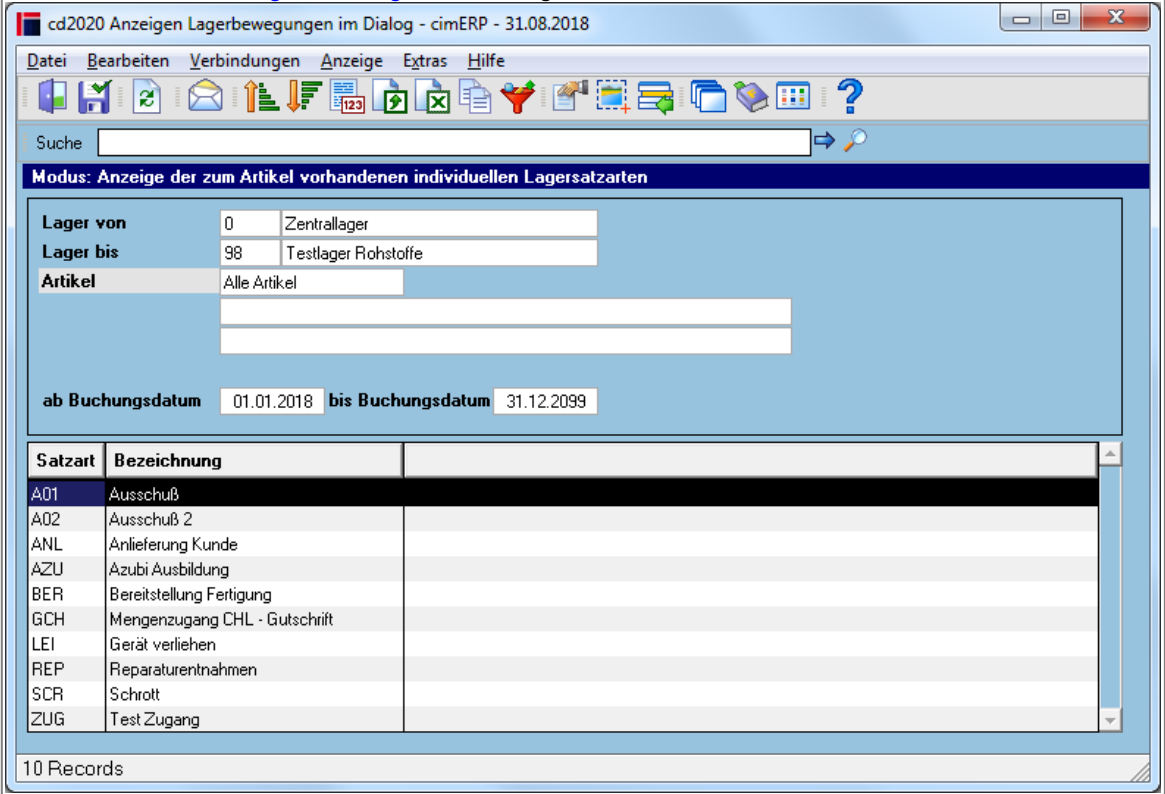 cd2020 Anzeigen Lagerbewegungen im Dialog - cimERP - 31.08.2018
Datei Bearbeiten Verbindungen Anzeige Extras Hilfe
123
Suche
Modus: Anzeige der zum Artikel vorhandenen individuellen Lagersatzarten
Lager von 0 Zentrallager
Lager bis 98 Testlager Rohstoffe
Artikel Alle Artikel
ab Buchungsdatum 01.01.2018 bis Buchungsdatum 31.12.2099
Satzart Bezeichnung
A01 Ausschuß
A02 Ausschuß 2
ANL Anlieferung Kunde
AZU Azubi Ausbildung
BER Bereitstellung Fertigung
GCH Mengenzugang CHL - Gutschrift
LEI Gerät verliehen
REP Reparaturentnahmen
SCR Schrott
ZUG Test Zugang
10 Records